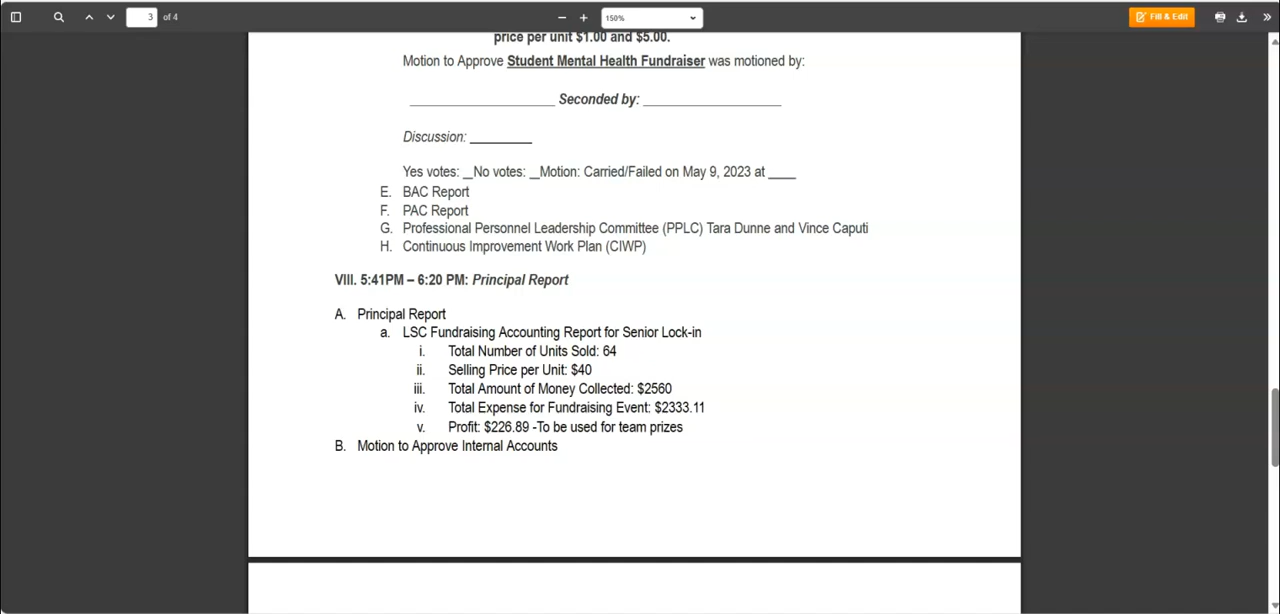 3 of 4
150%
Fill & Edit
price per unit $1.00 and $5.00.
Motion to Approve Student Mental Health Fundraiser was motioned by:
____________________ Seconded by: ___________________
Discussion: _________
Yes votes: __No votes: __Motion: Carried/Failed on May 9, 2023 at ____
E. BAC Report
F. PAC Report
G. Professional Personnel Leadership Committee (PPLC) Tara Dunne and Vince Caputi
H. Continuous Improvement Work Plan (CIWP)
VIII. 5:41PM – 6:20 PM: Principal Report
A. Principal Report
a. LSC Fundraising Accounting Report for Senior Lock-in
i. Total Number of Units Sold: 64
ii. Selling Price per Unit: $40
iii. Total Amount of Money Collected: $2560
iv. Total Expense for Fundraising Event: $2333.11
v. Profit: $226.89 -To be used for team prizes
B. Motion to Approve Internal Accounts